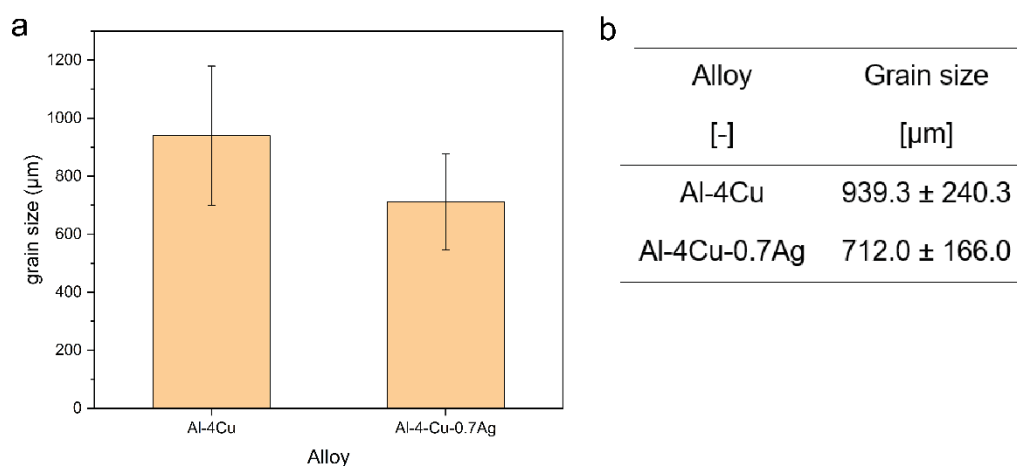 a
1200
1000
800
600
400
200
0
grain size (µm)
Al-4Cu
Al-4-Cu-0.7Ag
Alloy
b
Alloy Grain size
[-] [µm]
Al-4Cu 939.3 ± 240.3
Al-4Cu-0.7Ag 712.0 ± 166.0